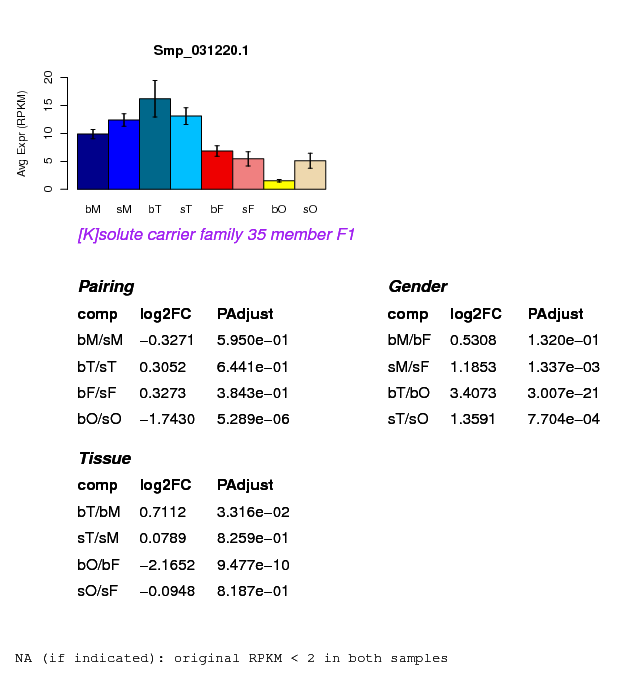 Smp_031220.1
Avg Expr (RPKM)
20
15
10
5
0
bM sM bT sT bF sF bO sO
[K]solute carrier family 35 member F1
Pairing
comp log2FC PAdjust
bM/sM −0.3271 5.950e−01
bT/sT 0.3052 6.441e−01
bF/sF 0.3273 3.843e−01
bO/sO −1.7430 5.289e−06
Gender
comp log2FC PAdjust
bM/bF 0.5308 1.320e−01
sM/sF 1.1853 1.337e−03
bT/bO 3.4073 3.007e−21
sT/sO 1.3591 7.704e−04
Tissue
comp log2FC PAdjust
bT/bM 0.7112 3.316e−02
sT/sM 0.0789 8.259e−01
bO/bF −2.1652 9.477e−10
sO/sF −0.0948 8.187e−01
NA (if indicated): original RPKM < 2 in both samples